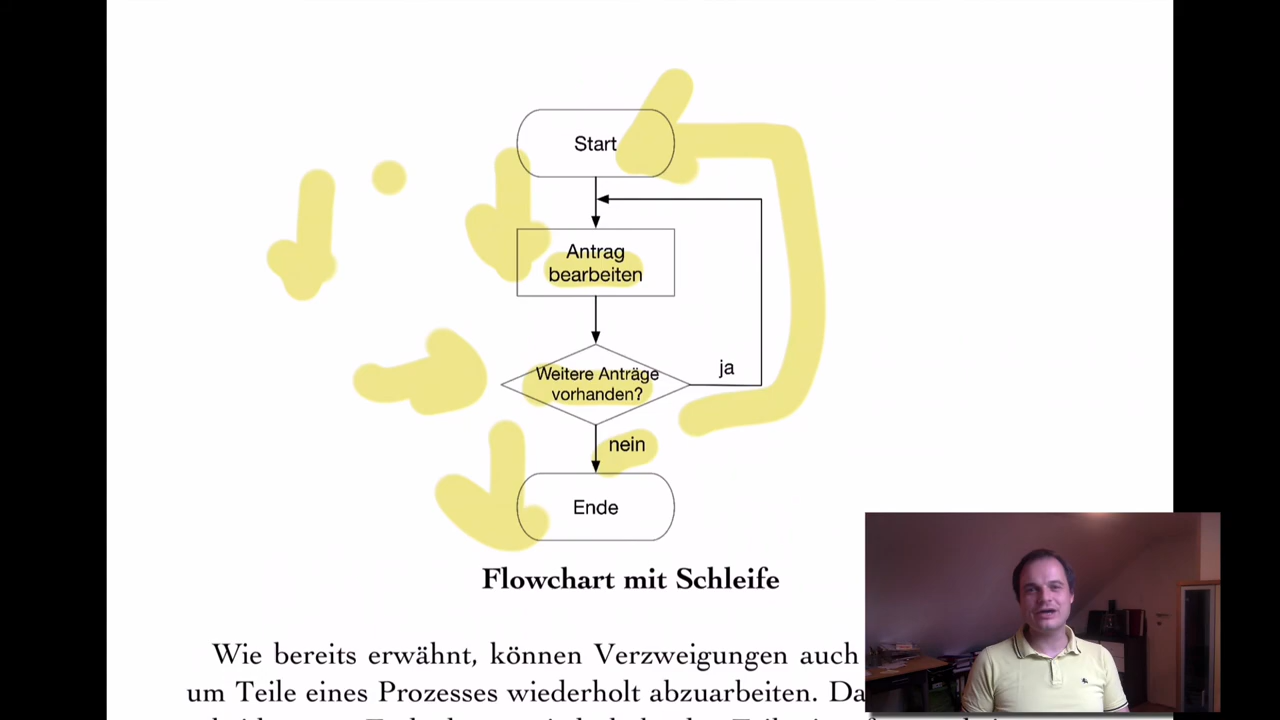 Start
Antrag
bearbeiten
Weitere Anträge
vorhanden?
ja
nein
Ende
Flowchart mit Schleife
Wie bereits erwähnt, können Verzweigungen auch
um Teile eines Prozesses wiederholt abzuarbeiten.